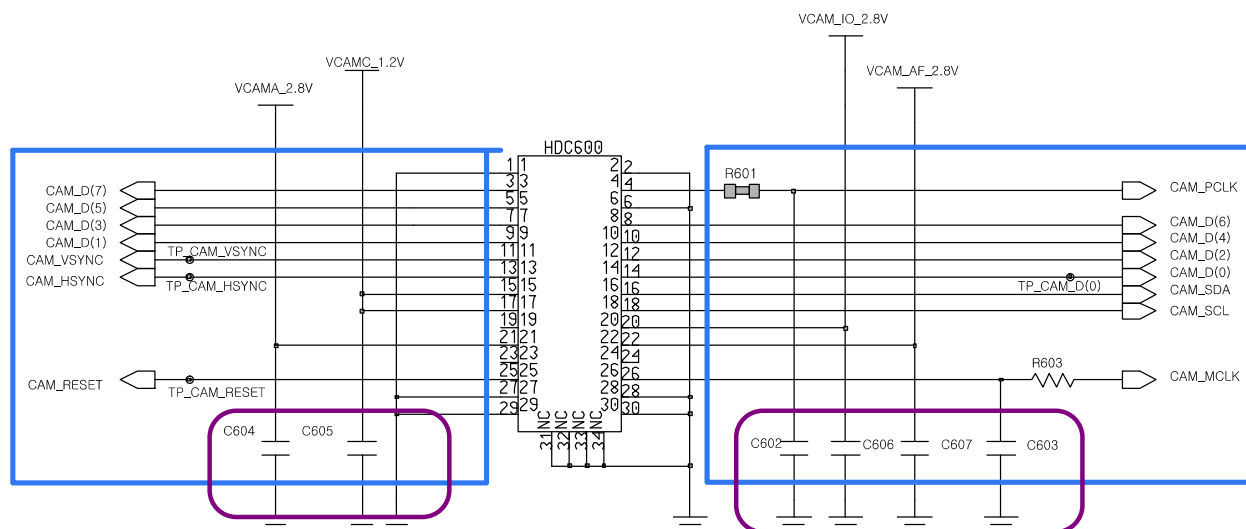 VCAM_IO_2.8V
VCAMC_1.2V
VCAM_AF_2.8V
VCAMA_2.8V
HDC600
1 1 2 2
3 3 4 4
5 5 6 6
7 7 8 8
9 9 10 10
11 11 12 12
13 13 14 14
15 15 16 16
17 17 18 18
19 19 20 20
21 21 22 22
23 23 24 24
25 25 26 26
27 27 28 28
29 29 30 30
31 NC
32 NC
33 NC
34 NC
CAM_D(7)
CAM_D(5)
CAM_D(3)
CAM_D(1)
CAM_VSYNC
TP_CAM_VSYNC
CAM_HSYNC
TP_CAM_HSYNC
CAM_RESET
TP_CAM_RESET
C604
C605
R601
CAM_PCLK
CAM_D(6)
CAM_D(4)
CAM_D(2)
CAM_D(0)
TP_CAM_D(0)
CAM_SDA
CAM_SCL
R603
CAM_MCLK
C602
C606
C607
C603